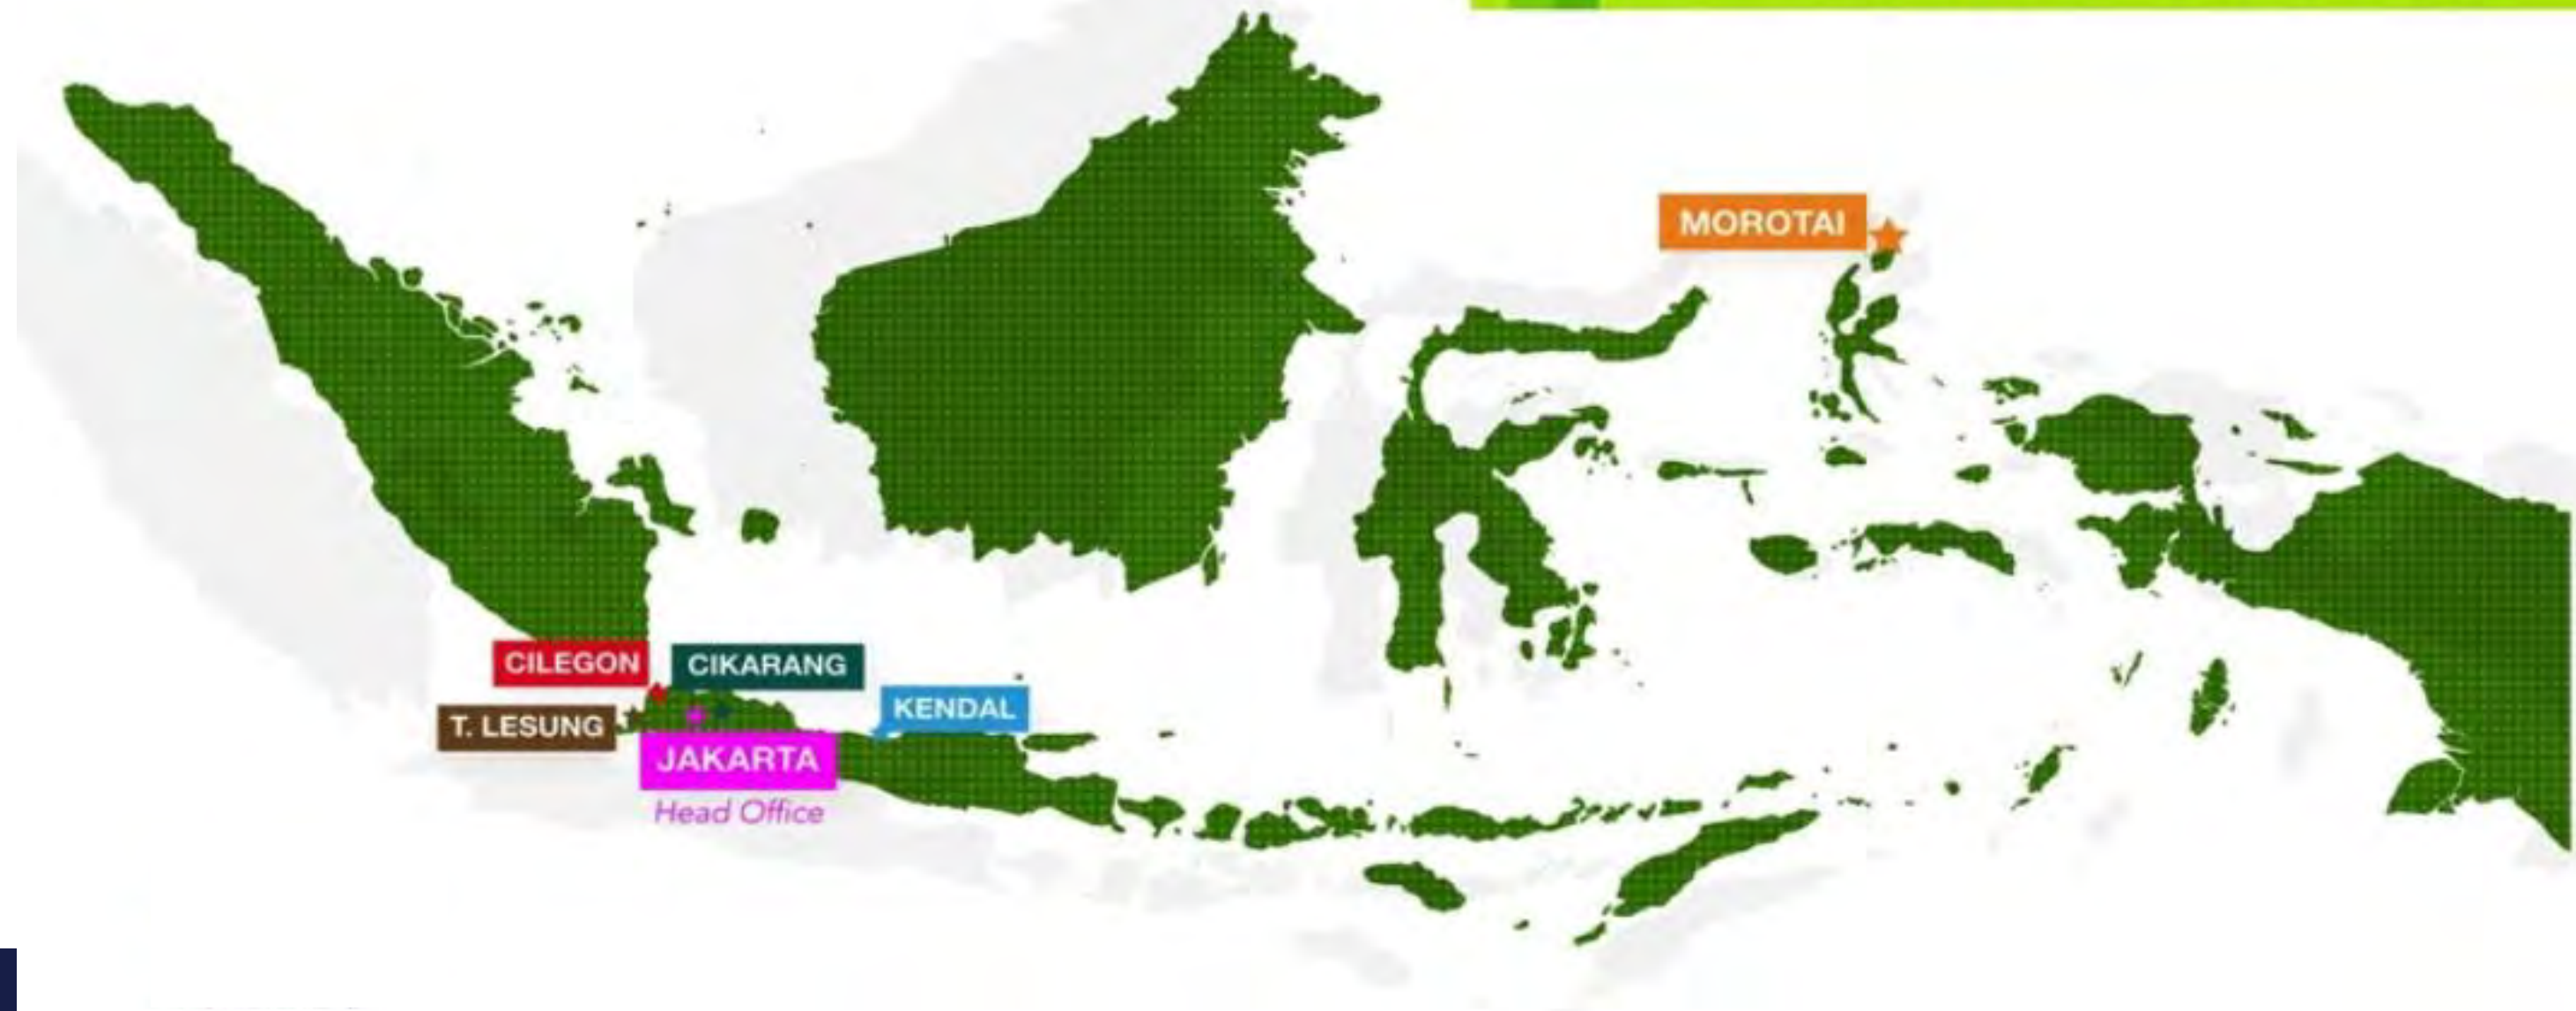 MOROTAI
CILEGON
CIKARANG
T. LESUNG
KENDAL
JAKARTA
Head Office